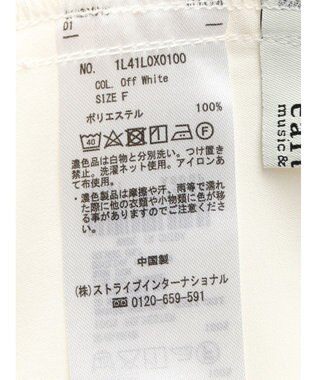 NO. 1L41L0X0100
COL. Off White
SIZE F
ポリエステル 100%
40
濃色品は白物と分別洗い。つけ置き
禁止。洗濯ネット使用。アイロンあ
て布使用。
・濃色製品は摩擦や汗、雨等で濡れ
た際に他の衣類や小物類に色が移
る事がありますのでご注意くださ
い。
中国製
(株)ストライプインターナショナル
0120-659-591
music&